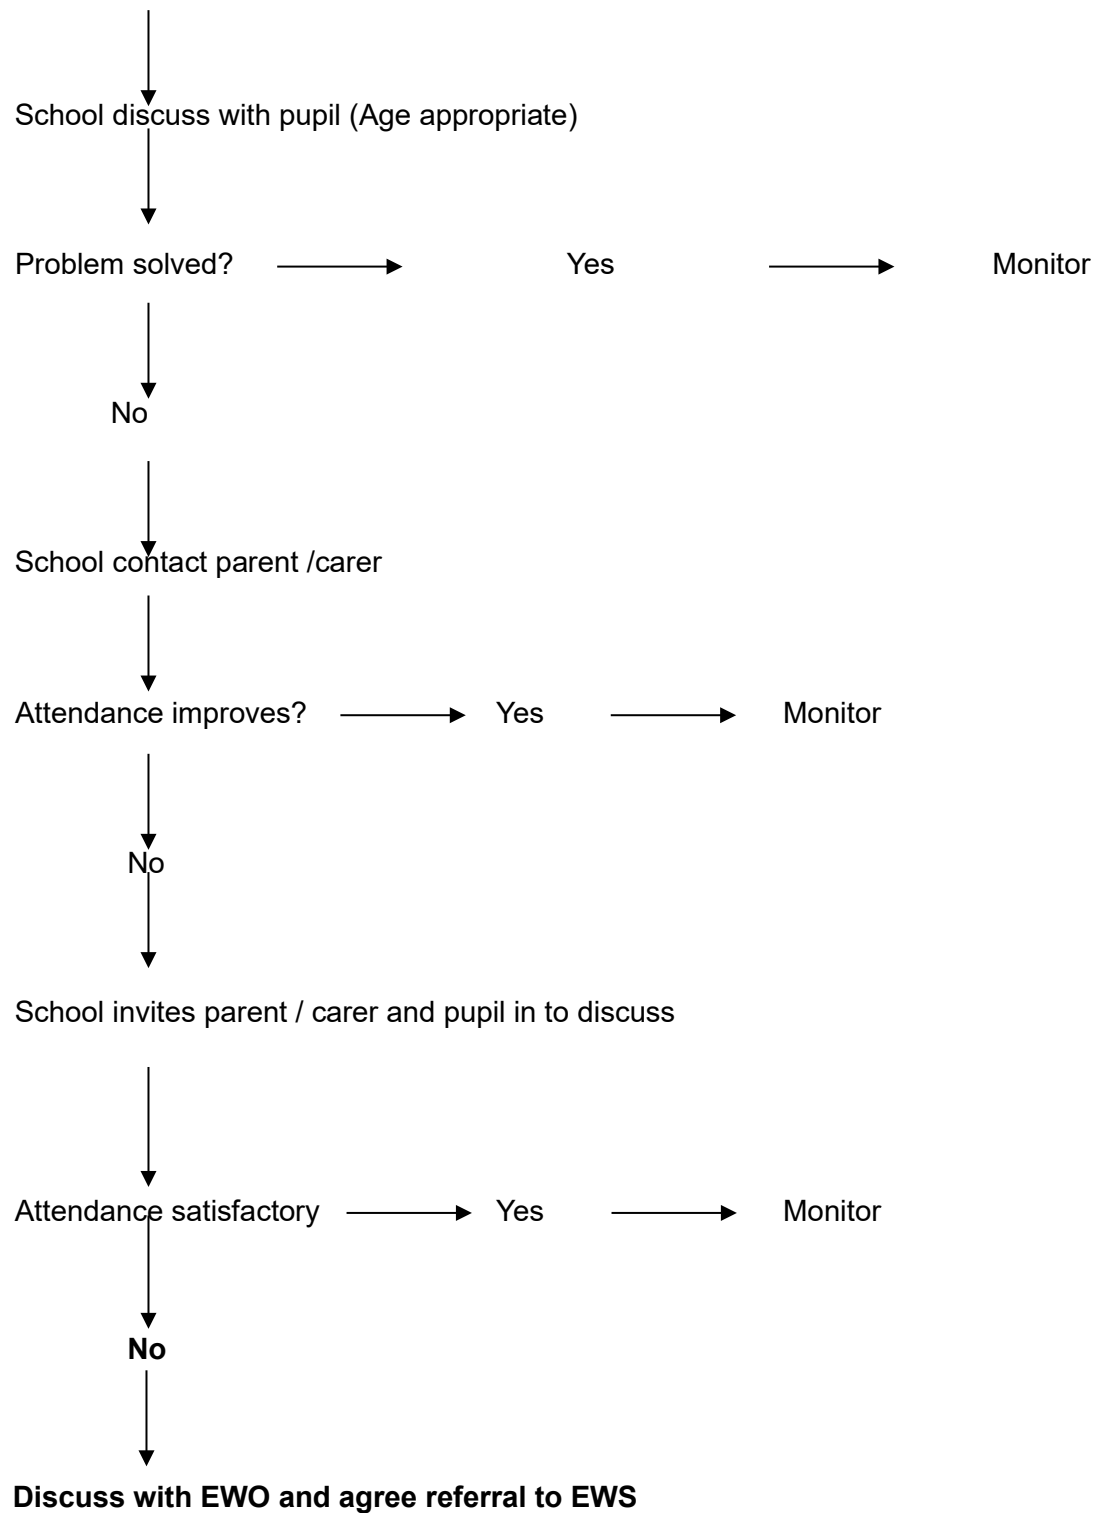 School discuss with pupil (Age appropriate)
Problem solved? Yes Monitor
No
School contact parent /carer
Attendance improves? Yes Monitor
No
School invites parent / carer and pupil in to discuss
Attendance satisfactory Yes Monitor
No
Discuss with EWO and agree referral to EWS